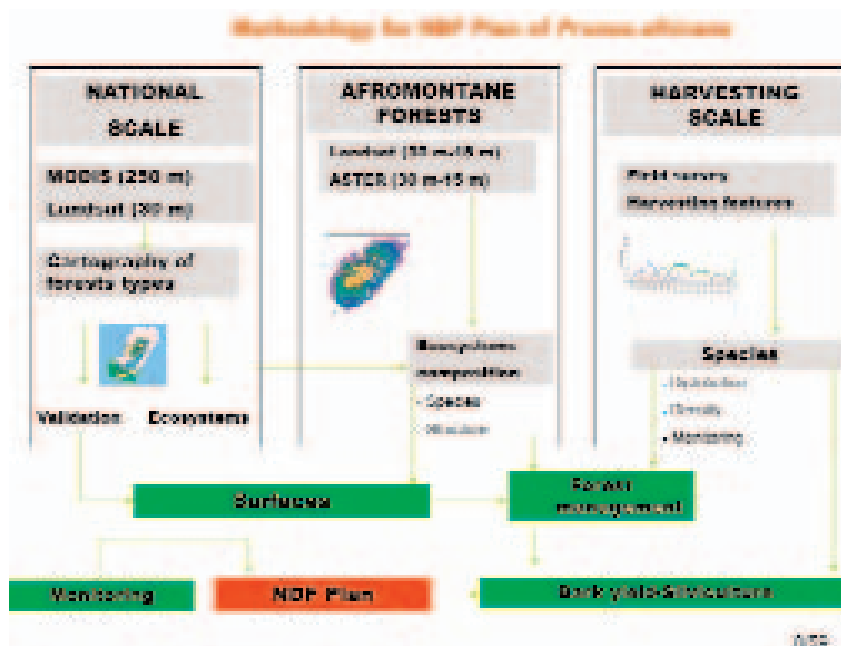 Methodology for NDF Plan of Prunus africana
NATIONAL
SCALE
MODIS (250 m)
Landsat (30 m)
Cartography of
forests types
Validation
Ecosystems
AFROMONTANE
FORESTS
Landsat (30 m-15 m)
ASTER (30 m-15 m)
Ecosystems
composition
- Species
- Structure
HARVESTING
SCALE
Field survey
Harvesting features
Species
Distribution
Density
• Monitoring
Surfaces
Forest
management
Monitoring
NDF Plan
Bark yield-Silviculture